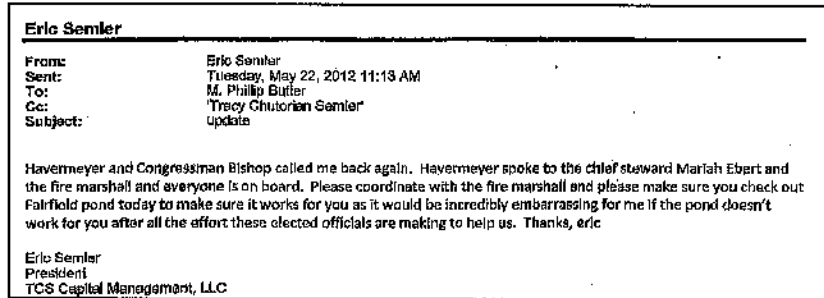 Eric Semler
From: Eric Semler
Sent: Tuesday, May 22, 2012 11:13 AM
To: M. Phillip Butler
Cc: 'Tracy Chutorian Semler'
Subject: update
Havermeyer and Congressman Bishop called me back again. Havermeyer spoke to the chief steward Mariah Ebert and
the fire marshall and everyone is on board. Please coordinate with the fire marshall and please make sure you check out
Fairfield pond today to make sure it works for you as it would be incredibly embarrassing for me if the pond doesn't
work for you after all the effort these elected officials are making to help us. Thanks, eric
Eric Semler
President
TCS Capital Management, LLC